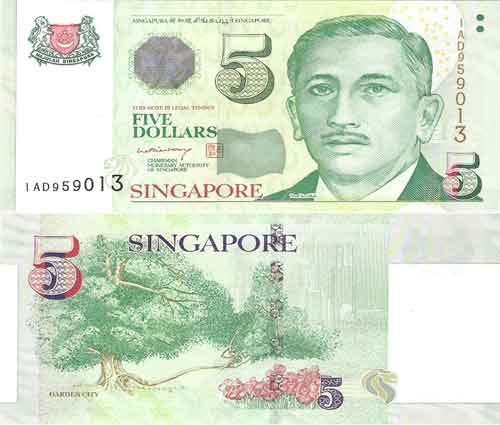 SINGAPURA
SINGAPORE
5
1AD959013
MAJULAH SINGAPURA
THIS NOTE IS LEGAL TENDER
FIVE
DOLLARS
CHAIRMAN
MONETARY AUTHORITY
OF SINGAPORE
1AD959013
SINGAPORE
5
5
SINGAPORE
GARDEN CITY
5